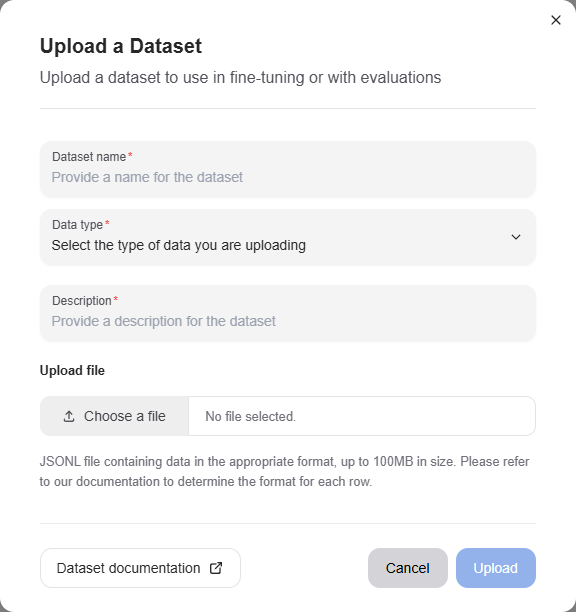 Upload a Dataset
Upload a dataset to use in fine-tuning or with evaluations
Dataset name*
Provide a name for the dataset
Data type*
Select the type of data you are uploading
Description*
Provide a description for the dataset
Upload file
Choose a file
No file selected.
JSONL file containing data in the appropriate format, up to 100MB in size. Please refer
to our documentation to determine the format for each row.
Dataset documentation
Cancel
Upload